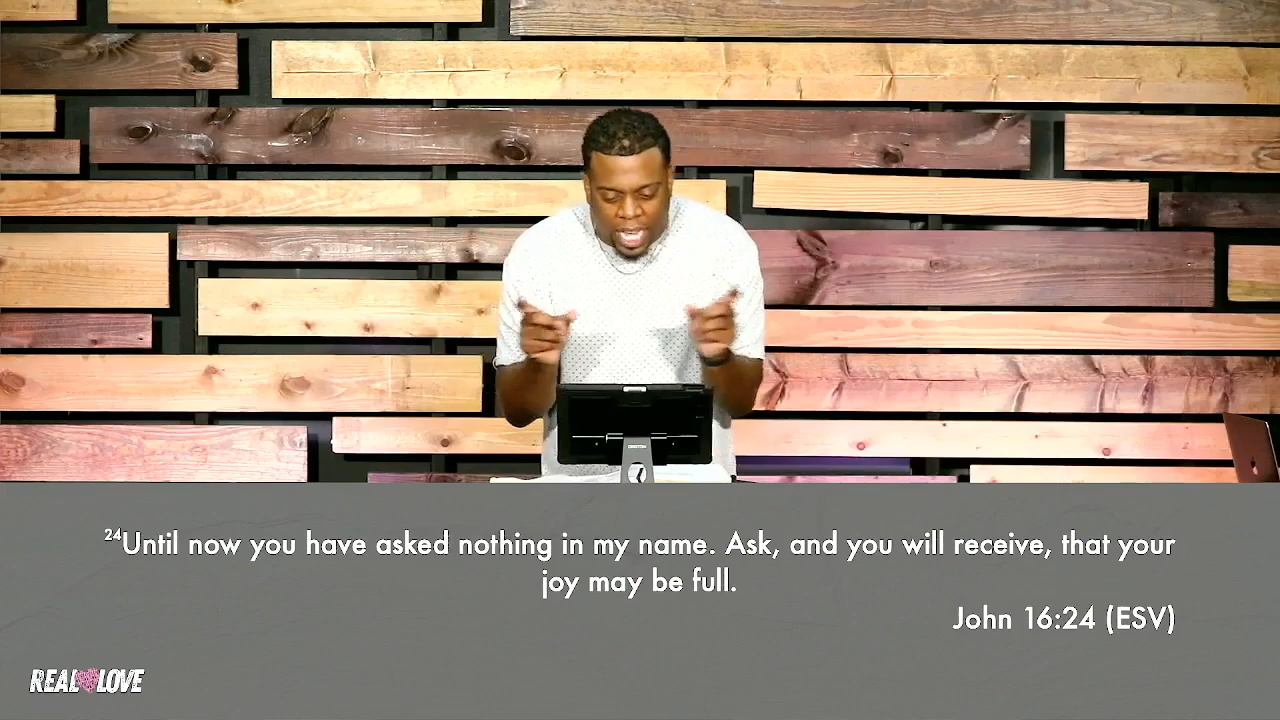 ²⁴Until now you have asked nothing in my name. Ask, and you will receive, that your
joy may be full.
John 16:24 (ESV)
REAL LOVE